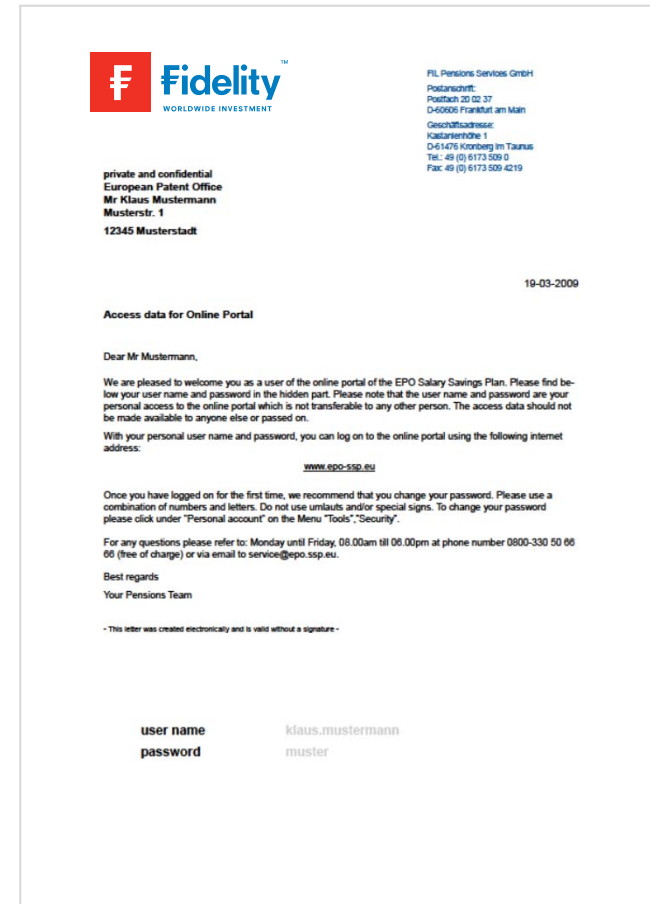 Fidelity™
WORLDWIDE INVESTMENT
FIL Pensions Services GmbH
Postanschrift:
Postfach 20 02 37
D-60606 Frankfurt am Main
Geschäftsadresse:
Kastanienhöhe 1
D-61476 Kronberg im Taunus
Tel.: 49 (0) 6173 509 0
Fax: 49 (0) 6173 509 4219
private and confidential
European Patent Office
Mr Klaus Mustermann
Musterstr. 1
12345 Musterstadt
19-03-2009
Access data for Online Portal
Dear Mr Mustermann,
We are pleased to welcome you as a user of the online portal of the EPO Salary Savings Plan. Please find be-
low your user name and password in the hidden part. Please note that the user name and password are your
personal access to the online portal which is not transferable to any other person. The access data should not
be made available to anyone else or passed on.
With your personal user name and password, you can log on to the online portal using the following internet
address:
www.epo-ssp.eu
Once you have logged on for the first time, we recommend that you change your password. Please use a
combination of numbers and letters. Do not use umlauts and/or special signs. To change your password
please click under "Personal account" on the Menu "Tools","Security".
For any questions please refer to: Monday until Friday, 08.00am till 06.00pm at phone number 0800-330 50 66
66 (free of charge) or via email to service@epo.ssp.eu.
Best regards
Your Pensions Team
- This letter was created electronically and is valid without a signature -
user name klaus.mustermann
password muster